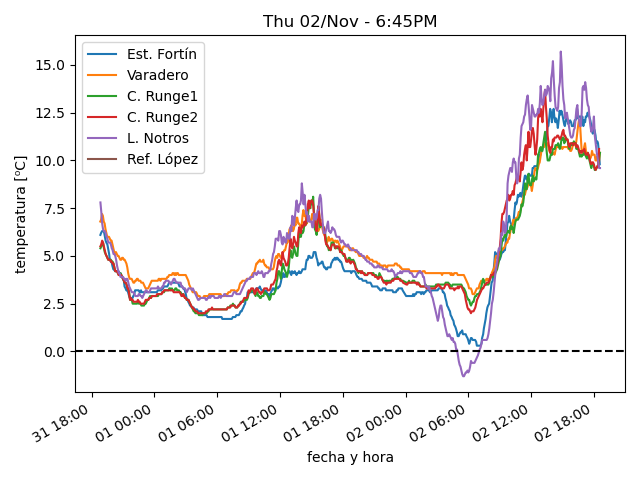 Thu 02/Nov - 6:45PM
Est. Fortín
Varadero
C. Runge1
C. Runge2
L. Notros
Ref. López
temperatura [ºC]
15.0
12.5
10.0
7.5
5.0
2.5
0.0
31 18:00
01 00:00
01 06:00
01 12:00
01 18:00
02 00:00
02 06:00
02 12:00
02 18:00
fecha y hora